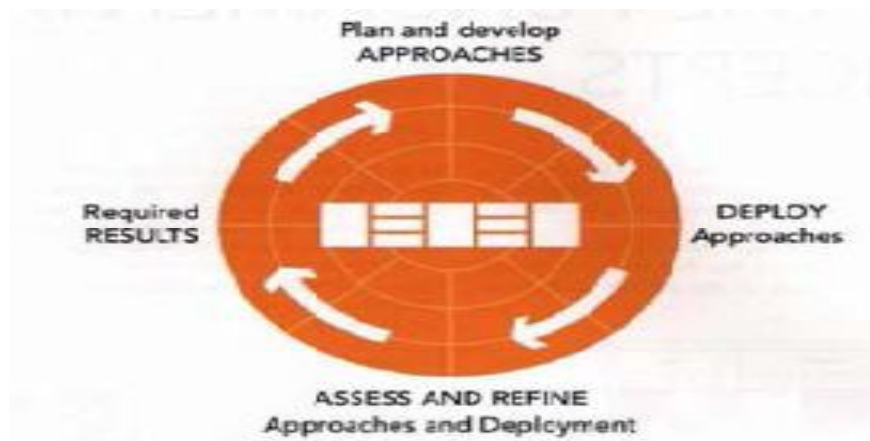 Plan and develop
APPROACHES
Required
RESULTS
DEPLOY
Approaches
ASSESS AND REFINE
Approaches and Deployment